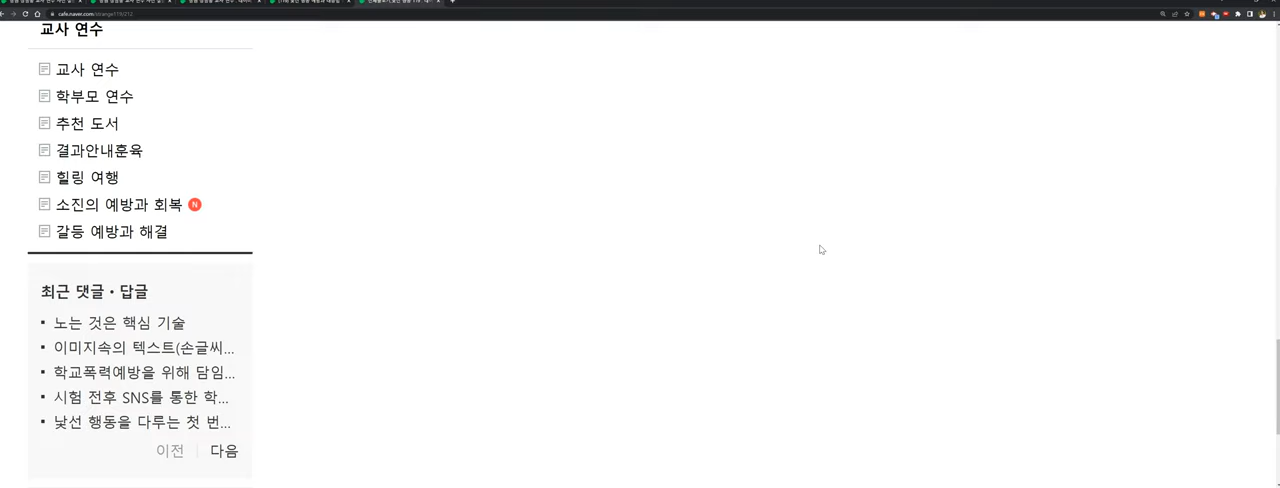 cafe.naver.com/strange119/212
교사 연수
교사 연수
학부모 연수
추천 도서
결과안내훈육
힐링 여행
소진의 예방과 회복 N
갈등 예방과 해결
최근 댓글・답글
노는 것은 핵심 기술
이미지속의 텍스트(손글씨...
학교폭력예방을 위해 담임...
시험 전후 SNS를 통한 학...
낯선 행동을 다루는 첫 번...
이전 다음